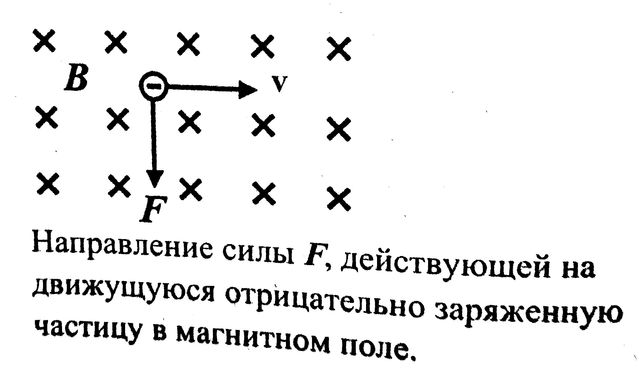 B
v
F
Направление силы F, действующей на
движущуюся отрицательно заряженную
частицу в магнитном поле.